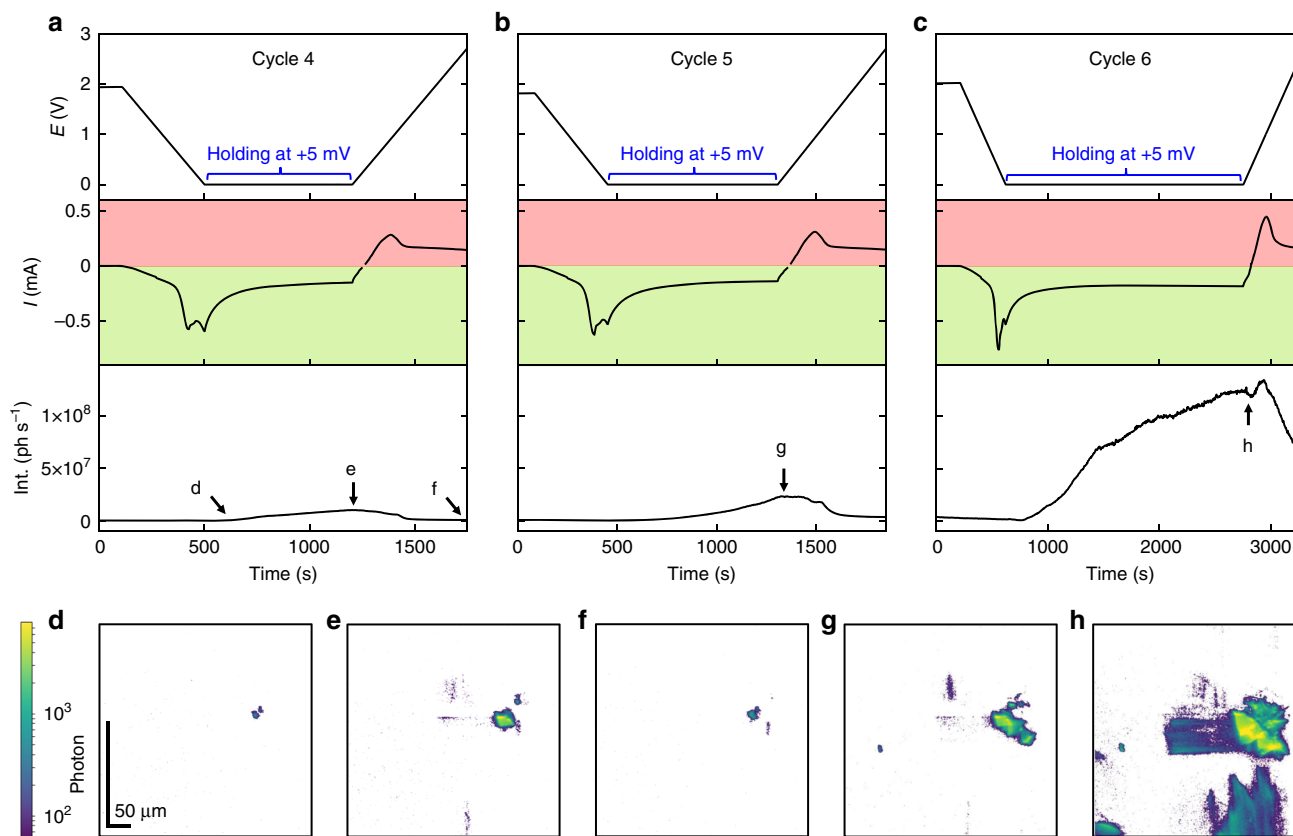 a
b
c
Cycle 4
Cycle 5
Cycle 6
E (V)
3
2
1
0
Holding at +5 mV
Holding at +5 mV
Holding at +5 mV
I (mA)
0.5
0
−0.5
Int. (ph s⁻¹)
1×10⁸
5×10⁷
0
d
e
f
g
h
0 500 1000 1500
0 500 1000 1500
0 1000 2000 3000
Time (s)
Time (s)
Time (s)
d
e
f
g
h
Photon
10³
10²
50 μm